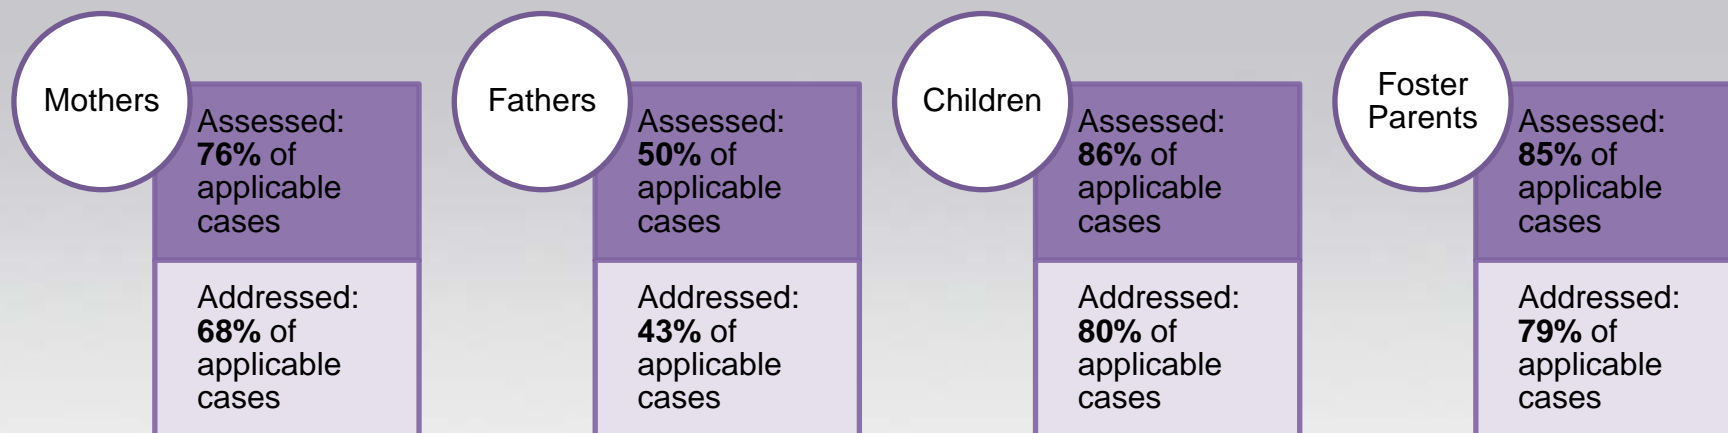 Mothers
Assessed:
76% of
applicable
cases
Addressed:
68% of
applicable
cases
Fathers
Assessed:
50% of
applicable
cases
Addressed:
43% of
applicable
cases
Children
Assessed:
86% of
applicable
cases
Addressed:
80% of
applicable
cases
Foster
Parents
Assessed:
85% of
applicable
cases
Addressed:
79% of
applicable
cases